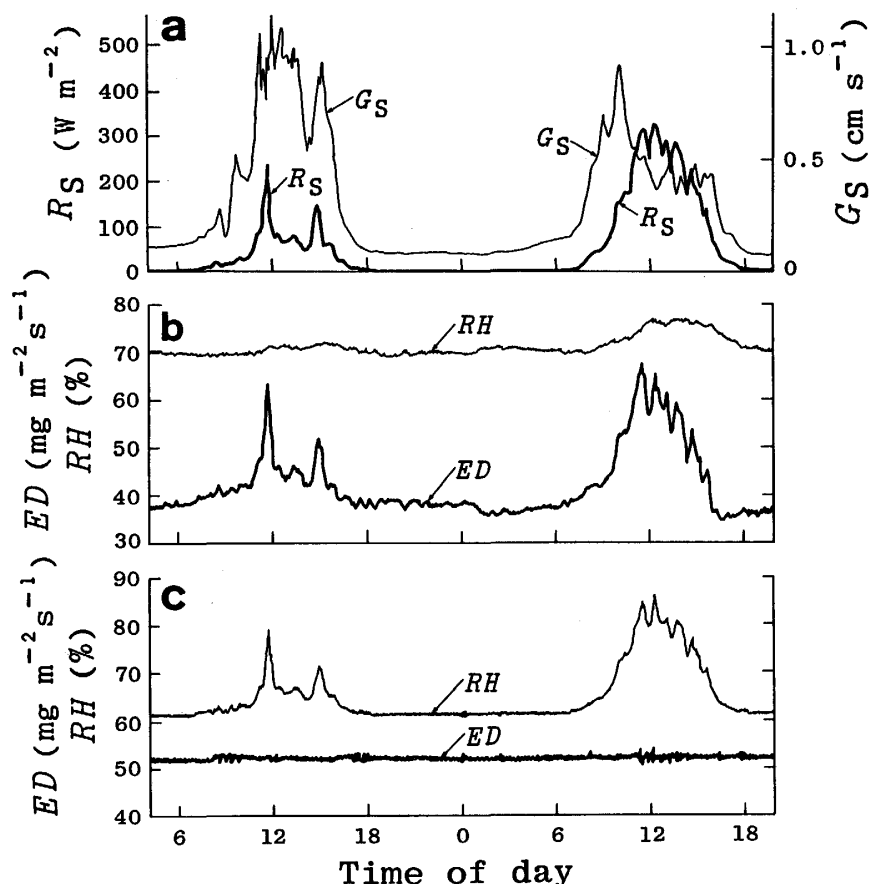 a
R_S (W m⁻²)
500
400
300
200
100
0
G_S
R_S
G_S
R_S
1.0
0.5
0
G_S (cm s⁻¹)
b
ED (mg m⁻² s⁻¹)
RH (%)
80
70
60
50
40
30
RH
ED
c
ED (mg m⁻² s⁻¹)
RH (%)
90
80
70
60
50
40
RH
ED
6 12 18 0 6 12 18
Time of day